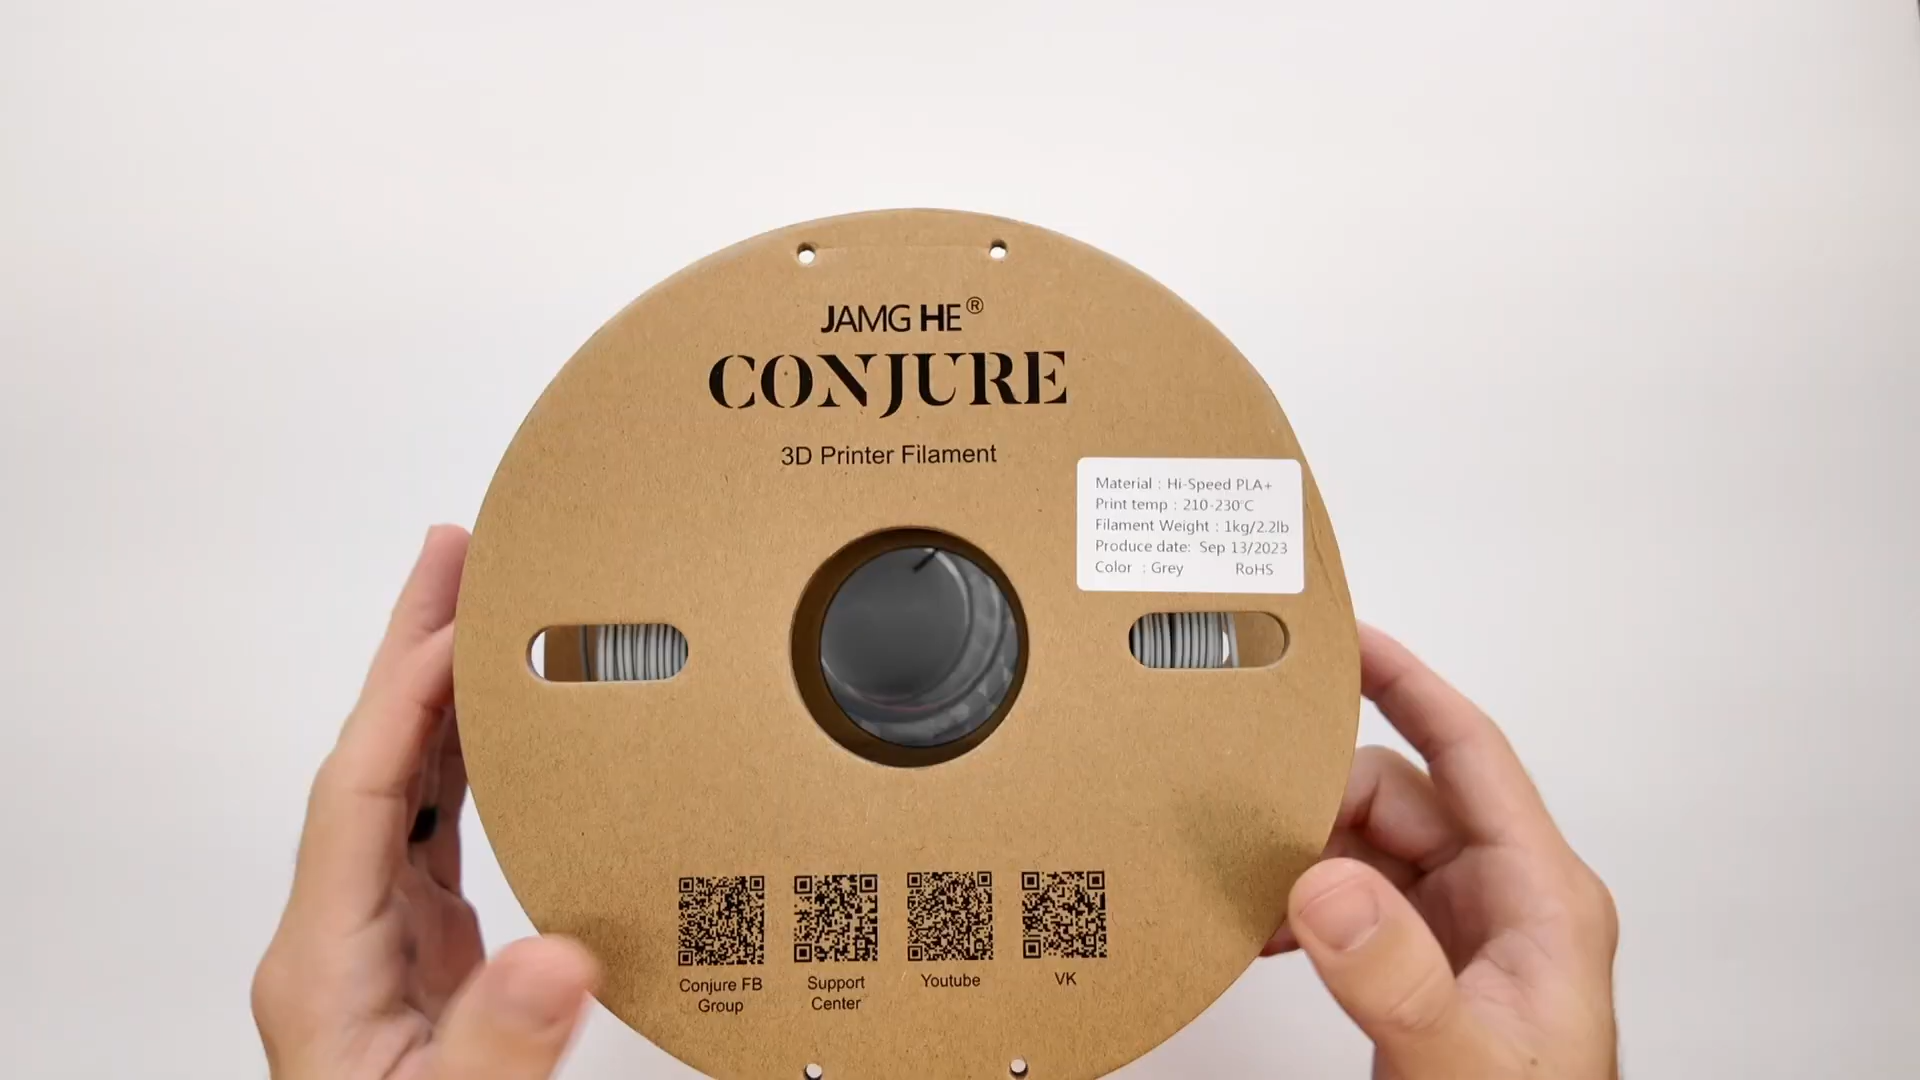 JAMG HE®
CONJURE
3D Printer Filament
Material : Hi-Speed PLA+
Print temp : 210-230℃
Filament Weight : 1kg/2.2lb
Produce date: Sep 13/2023
Color : Grey RoHS
Conjure FB
Group
Support
Center
Youtube
VK